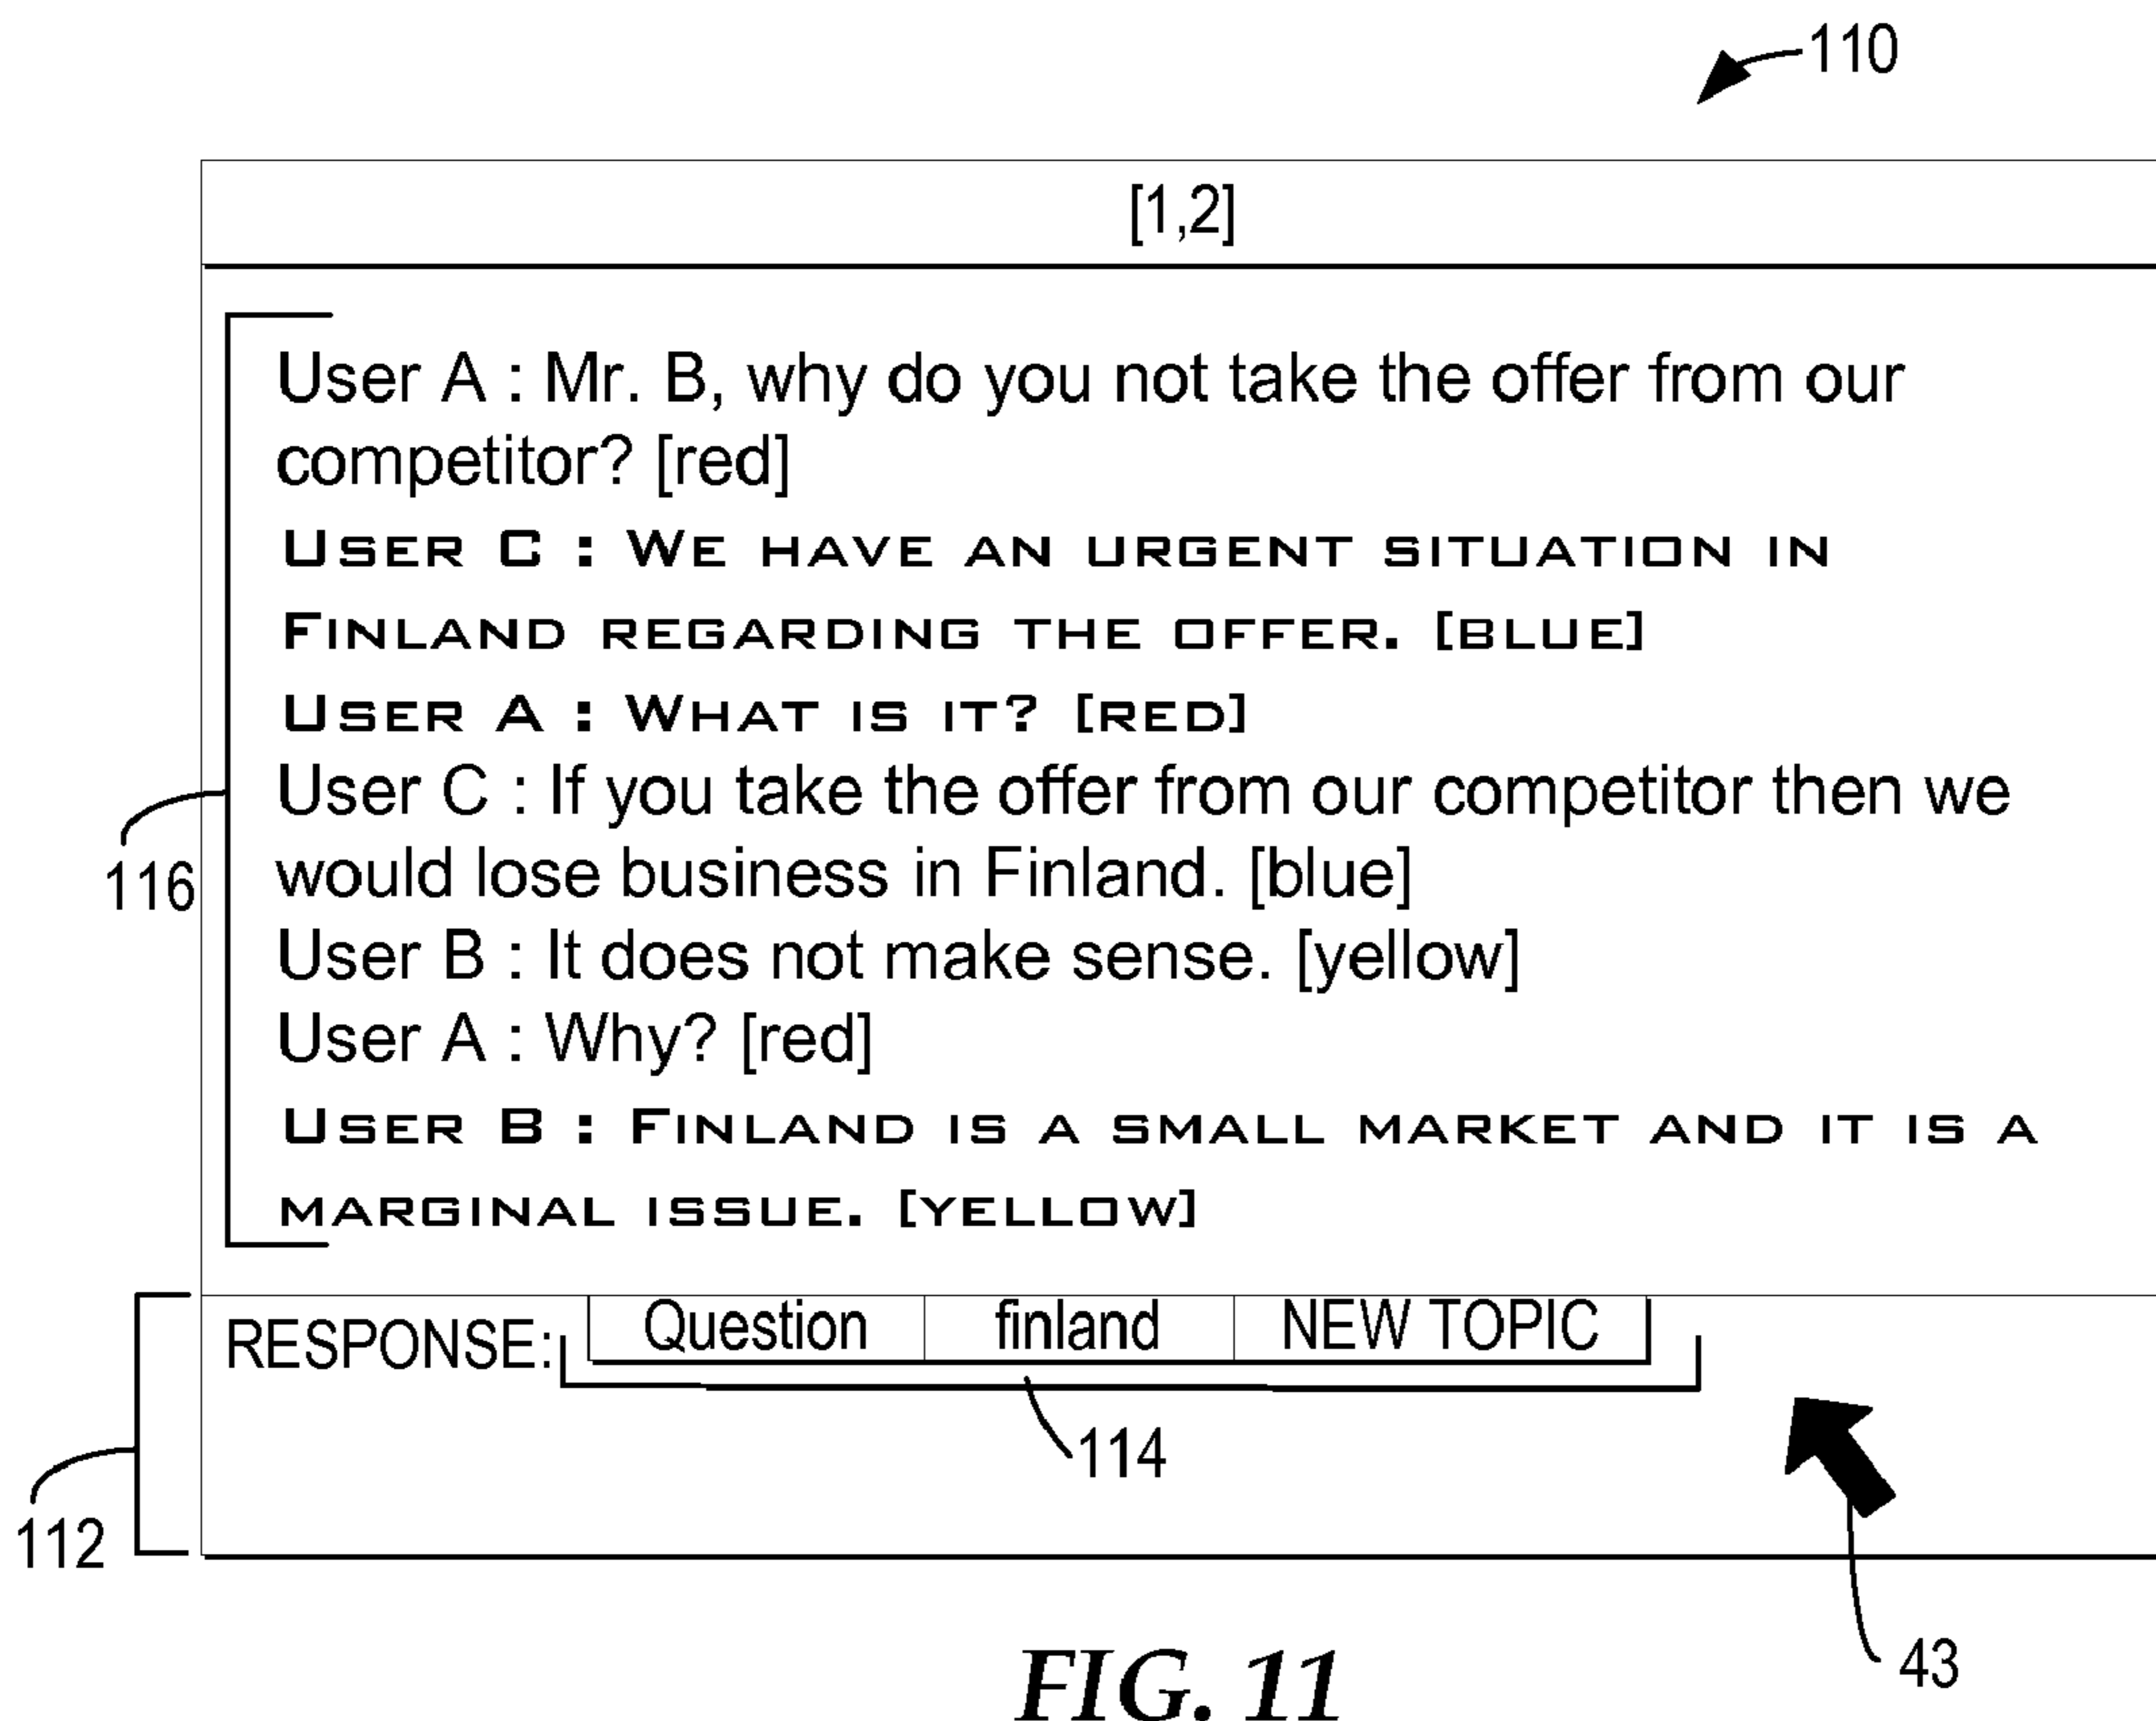 110
[1,2]
User A : Mr. B, why do you not take the offer from our
competitor? [red]
USER C : WE HAVE AN URGENT SITUATION IN
FINLAND REGARDING THE OFFER. [BLUE]
USER A : WHAT IS IT? [RED]
User C : If you take the offer from our competitor then we
would lose business in Finland. [blue]
116
User B : It does not make sense. [yellow]
User A : Why? [red]
USER B : FINLAND IS A SMALL MARKET AND IT IS A
MARGINAL ISSUE. [YELLOW]
RESPONSE: Question finland NEW TOPIC
114
112
43
FIG. 11